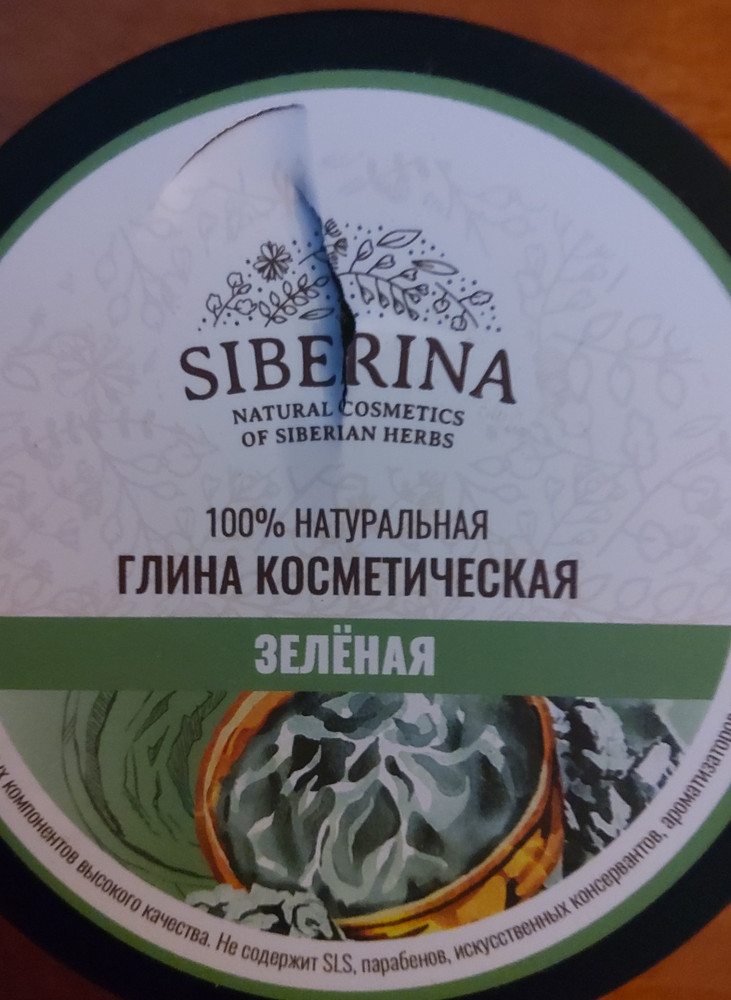 SIBERINA
NATURAL COSMETICS
OF SIBERIAN HERBS
100% НАТУРАЛЬНАЯ
ГЛИНА КОСМЕТИЧЕСКАЯ
ЗЕЛЁНАЯ
компонентов высокого качества. Не содержит SLS, парабенов, искусственных консервантов, ароматизаторов